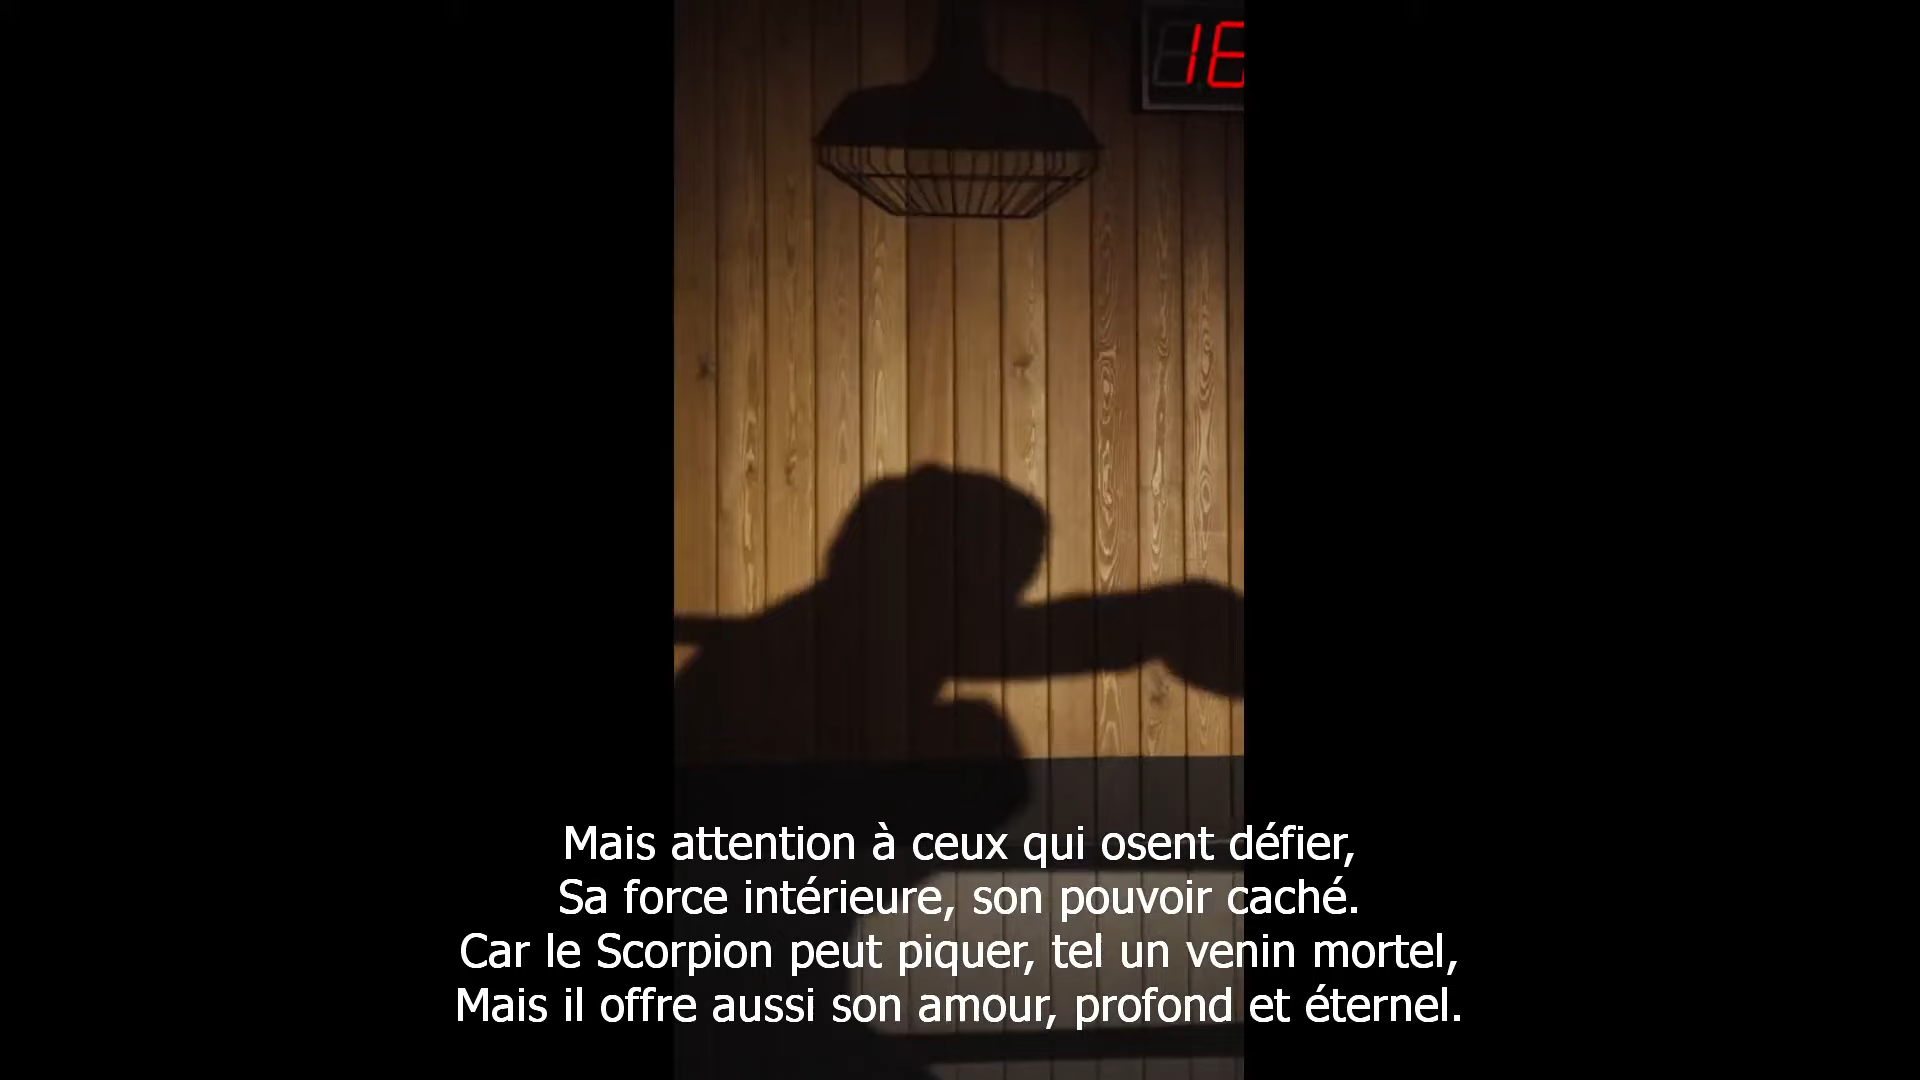 Mais attention à ceux qui osent défier,
Sa force intérieure, son pouvoir caché.
Car le Scorpion peut piquer, tel un venin mortel,
Mais il offre aussi son amour, profond et éternel.